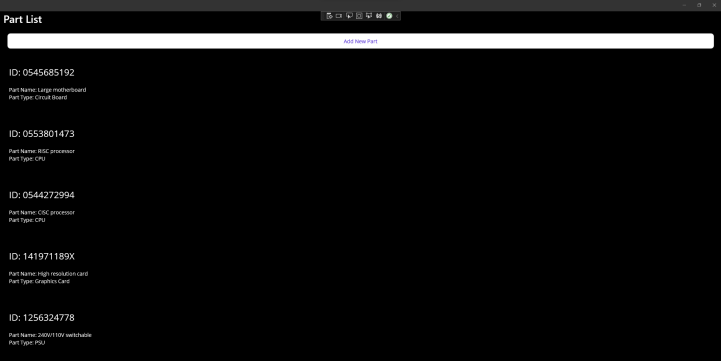 Part List
Add New Part
ID: 0545685192
Part Name: Large motherboard
Part Type: Circuit Board
ID: 0553801473
Part Name: RISC processor
Part Type: CPU
ID: 0544272994
Part Name: CISC processor
Part Type: CPU
ID: 141971189X
Part Name: High resolution card
Part Type: Graphics Card
ID: 1256324778
Part Name: 240V/110V switchable
Part Type: PSU